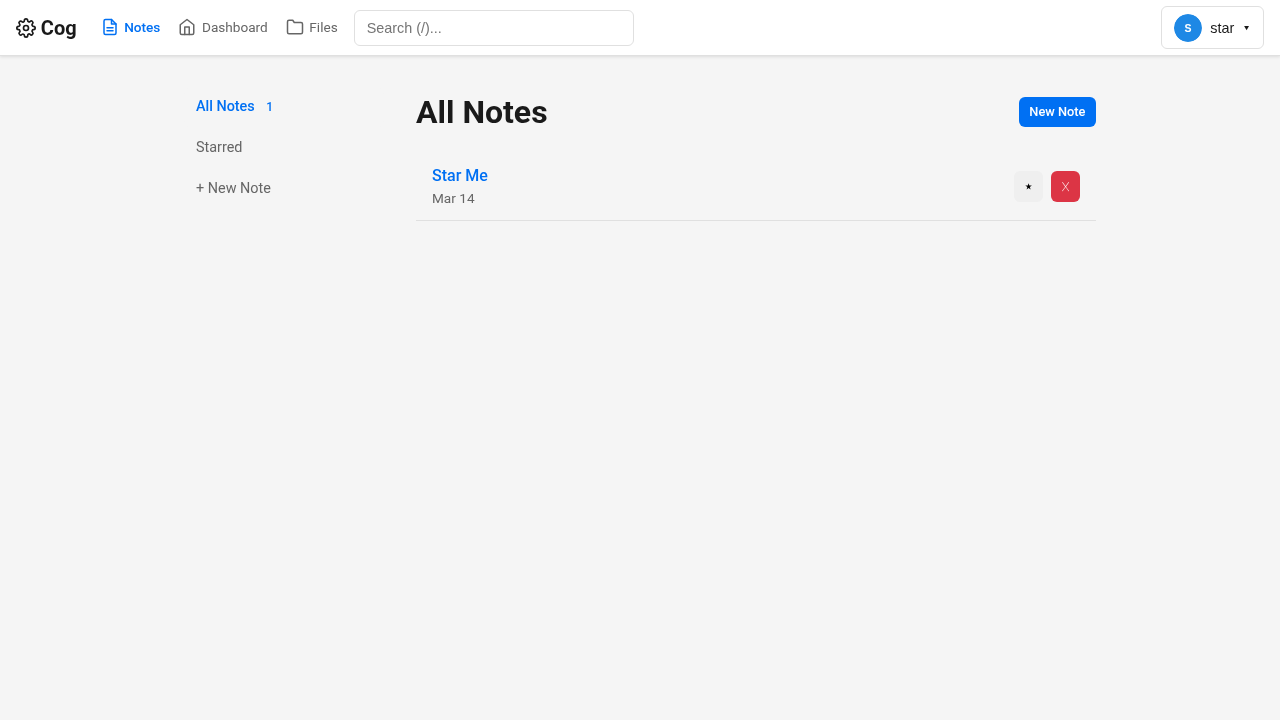 Cog
Notes
Dashboard
Files
Search (/)...
S
star ▾
All Notes 1
Starred
+ New Note
All Notes
New Note
Star Me
Mar 14
★
X